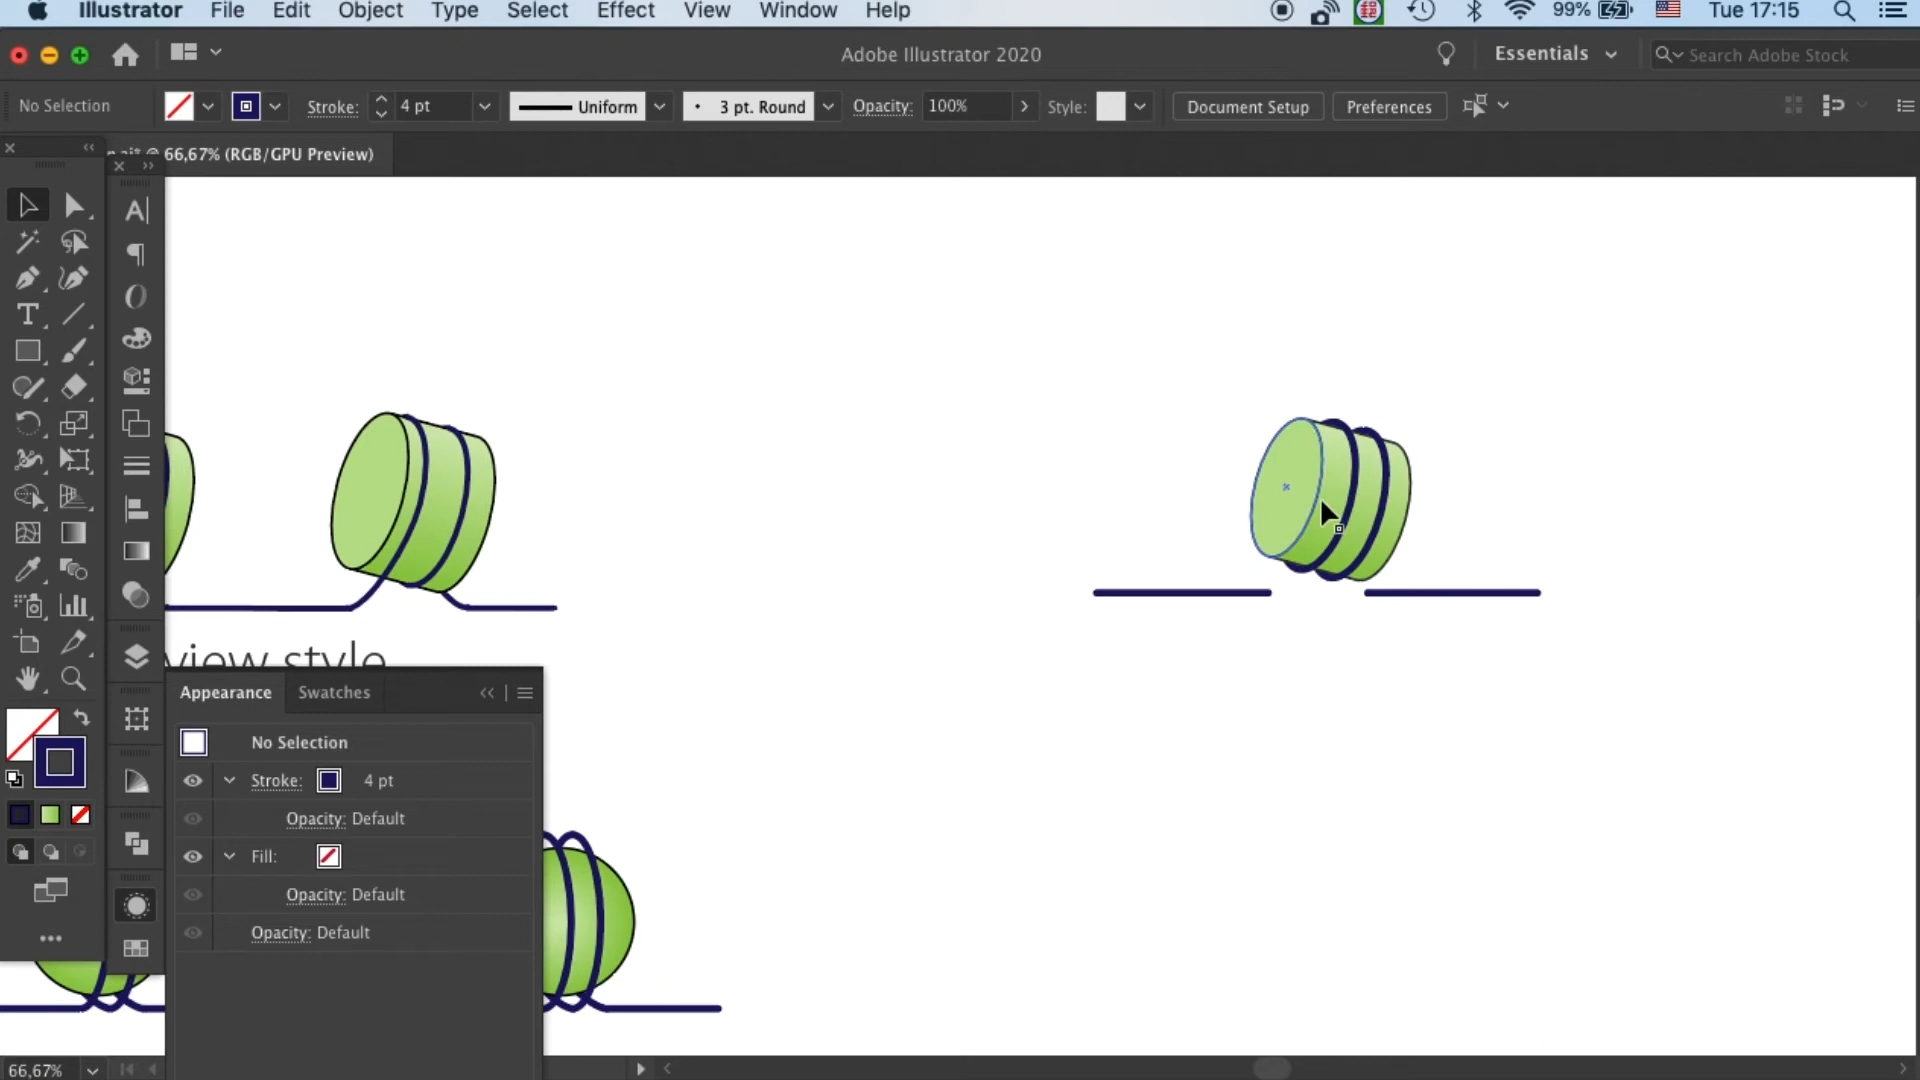 Illustrator File Edit Object Type Select Effect View Window Help 99% Tue 17:15
Adobe Illustrator 2020 Essentials Search Adobe Stock
No Selection Stroke: 4 pt Uniform 3 pt. Round Opacity: 100% Style: Document Setup Preferences
66,67% (RGB/GPU Preview)
view style
Appearance Swatches
No Selection
Stroke: 4 pt
Opacity: Default
Fill:
Opacity: Default
Opacity: Default
66,67%